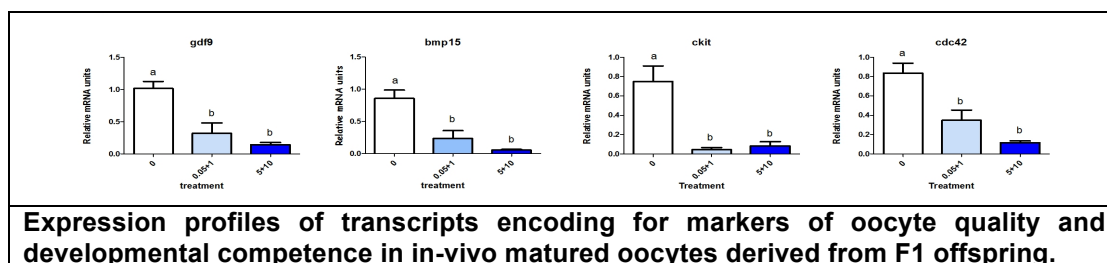 gdf9
Relative mRNA units
1.5
1.0
0.5
0.0
a
b
b
0
0.05+1
5+10
treatment
bmp15
Relative mRNA units
1.5
1.0
0.5
0.0
a
b
b
0
0.05+1
5+10
treatment
ckit
Relative mRNA units
1.0
0.8
0.6
0.4
0.2
0.0
a
b
b
0
0.05+1
5+10
Treatment
cdc42
Relative mRNA units
1.0
0.8
0.6
0.4
0.2
0.0
a
b
b
0
0.05+1
5+10
Treatment
Expression profiles of transcripts encoding for markers of oocyte quality and
developmental competence in in-vivo matured oocytes derived from F1 offspring.